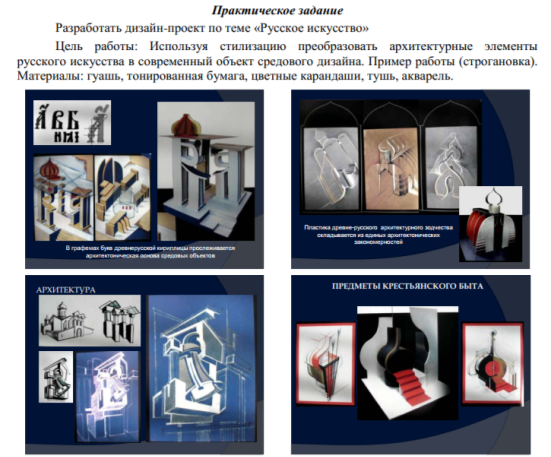 Практическое задание
Разработать дизайн-проект по теме «Русское искусство»
Цель работы: Используя стилизацию преобразовать архитектурные элементы
русского искусства в современный объект средового дизайна. Пример работы (строгановка).
Материалы: гуашь, тонированная бумага, цветные карандаши, тушь, акварель.
В графемах букв древнерусской кириллицы прослеживается
архитектоническая основа средовых объектов
Пластика древне-русского архитектурного зодчества
складывается из единых архитектонических
закономерностей
АРХИТЕКТУРА
ПРЕДМЕТЫ КРЕСТЬЯНСКОГО БЫТА